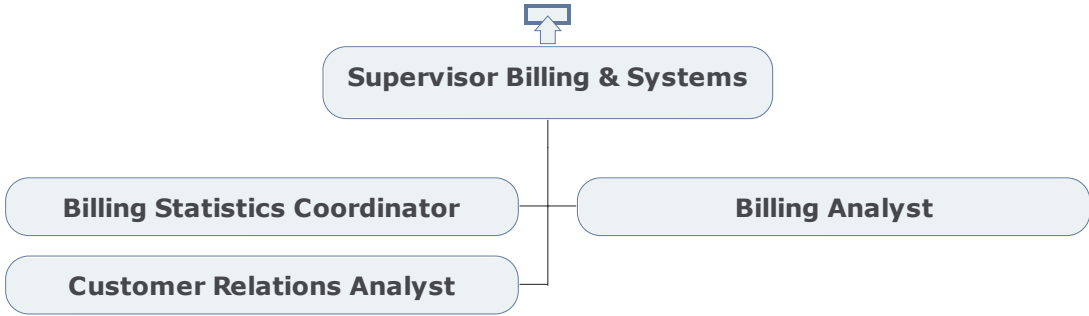 Supervisor Billing & Systems
Billing Statistics Coordinator
Billing Analyst
Customer Relations Analyst